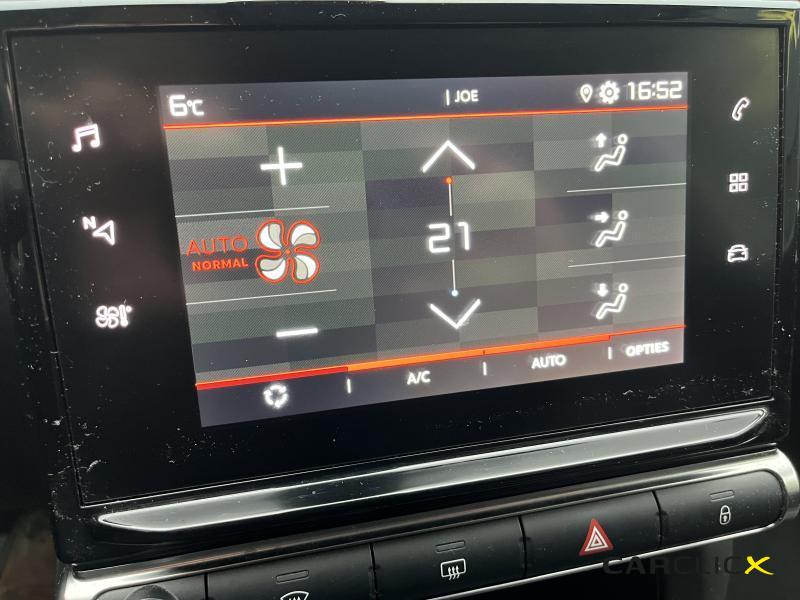 6°C
| JOE
16:52
N
AUTO
NORMAL
21
A/C
AUTO
OPTIES
CARCLICX